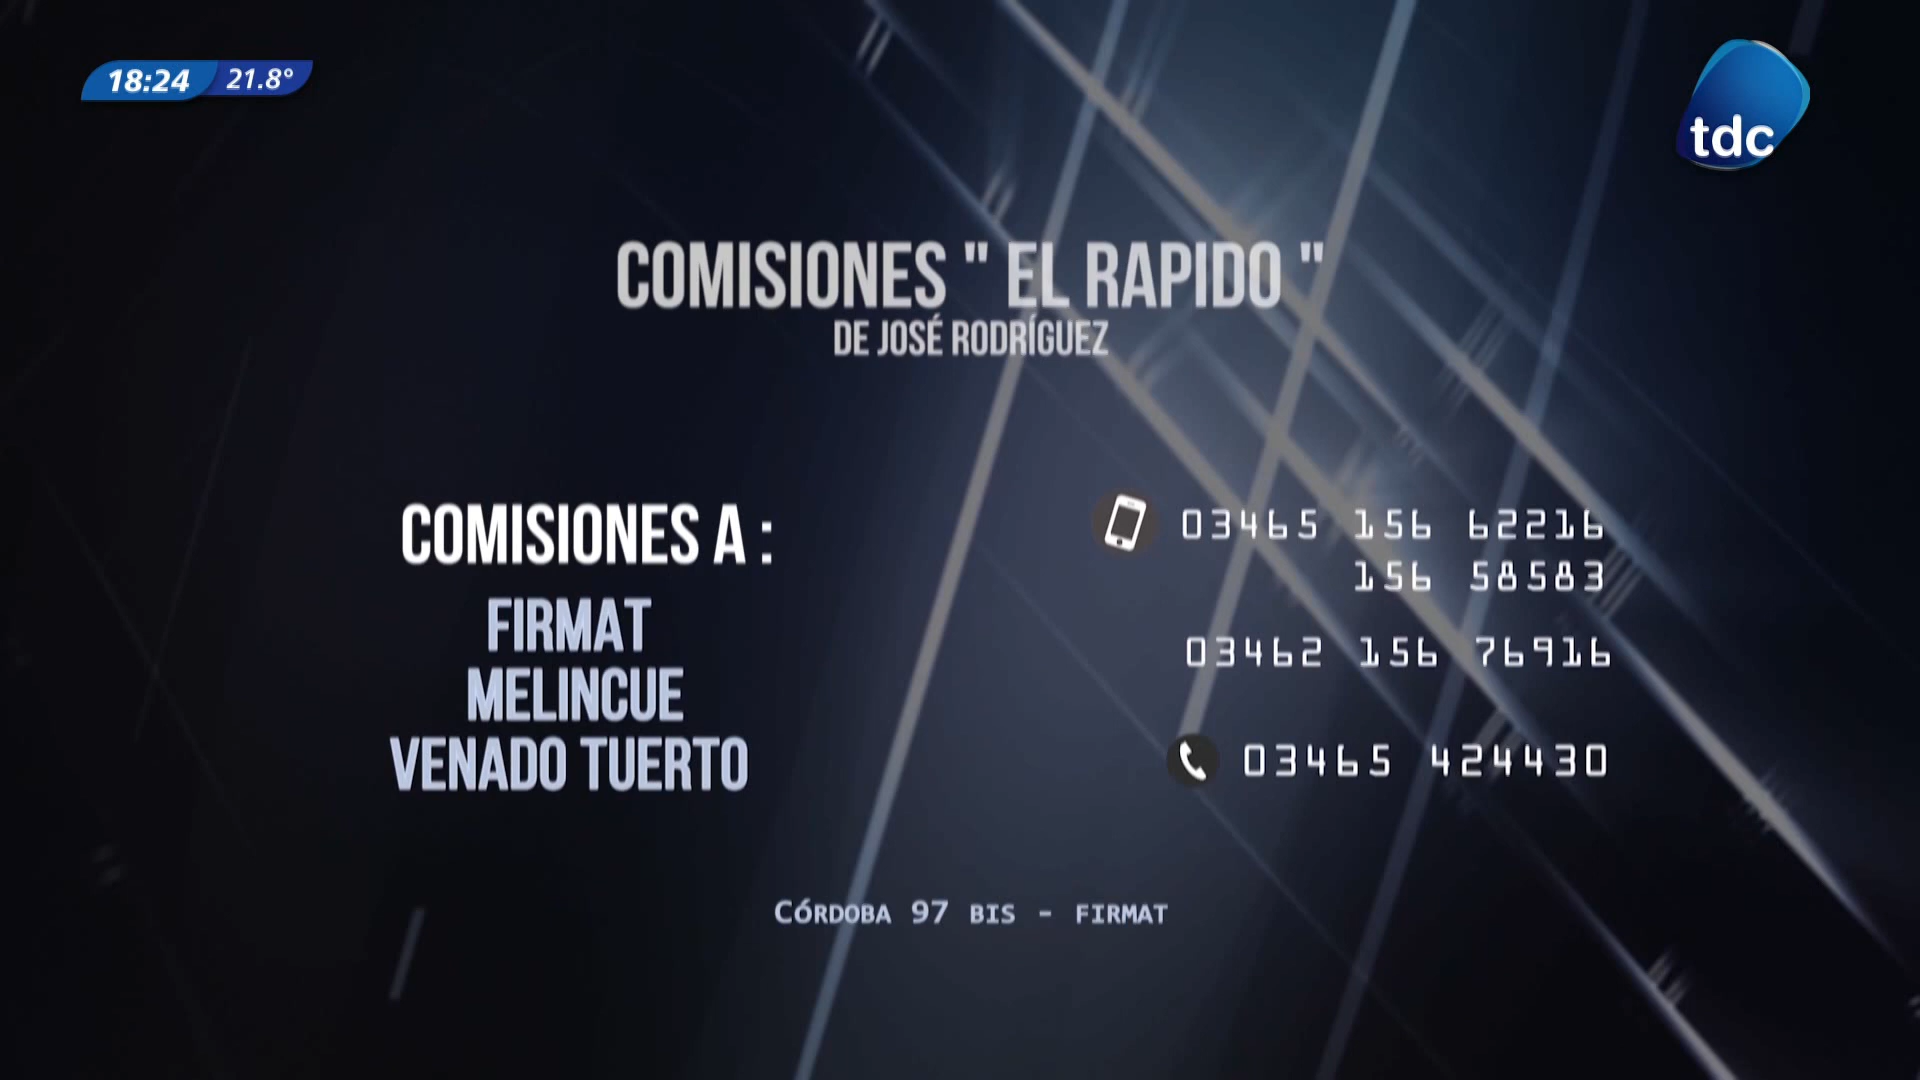 18:24 21.8°
tdc
COMISIONES " EL RAPIDO "
DE JOSÉ RODRÍGUEZ
COMISIONES A :
FIRMAT
MELINCUE
VENADO TUERTO
03465 156 62216
156 58583
03462 156 76916
03465 424430
CÓRDOBA 97 BIS - FIRMAT